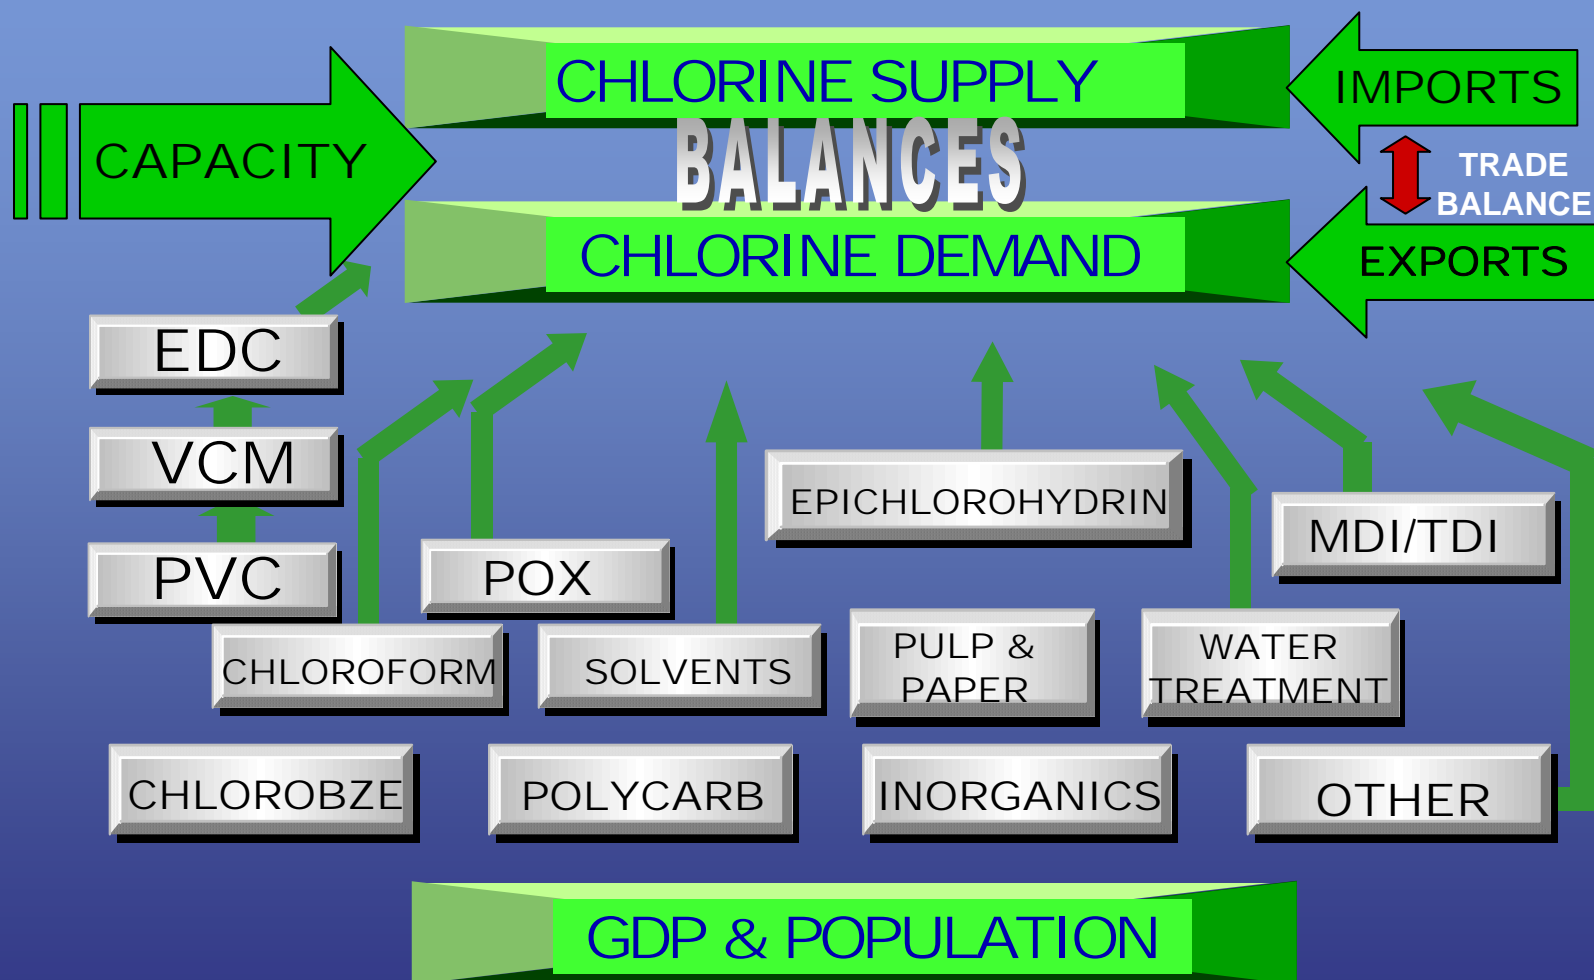 CHLORINE SUPPLY
IMPORTS
CAPACITY
BALANCES
TRADE
BALANCE
CHLORINE DEMAND
EXPORTS
EDC
VCM
EPICHLOROHYDRIN
MDI/TDI
PVC
POX
CHLOROFORM
SOLVENTS
PULP &
PAPER
WATER
TREATMENT
CHLOROBZE
POLYCARB
INORGANICS
OTHER
GDP & POPULATION